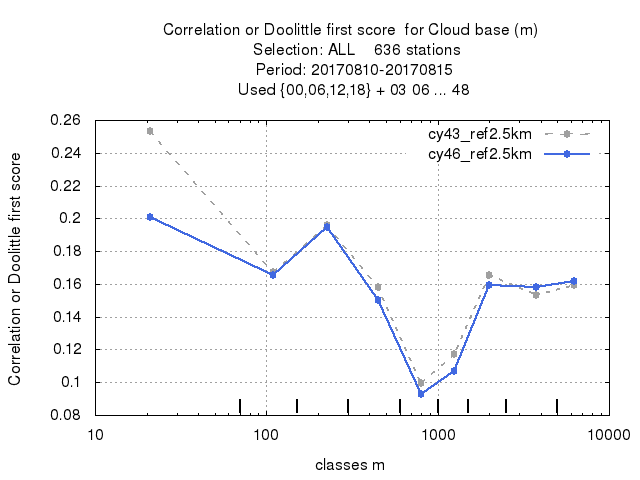 Correlation or Doolittle first score  for Cloud base (m)
Selection: ALL    636 stations
Period: 20170810-20170815
Used {00,06,12,18} + 03 06 ... 48
cy43_ref2.5km
cy46_ref2.5km
Correlation or Doolittle first score
0.26
0.24
0.22
0.2
0.18
0.16
0.14
0.12
0.1
0.08
10
100
1000
10000
classes m